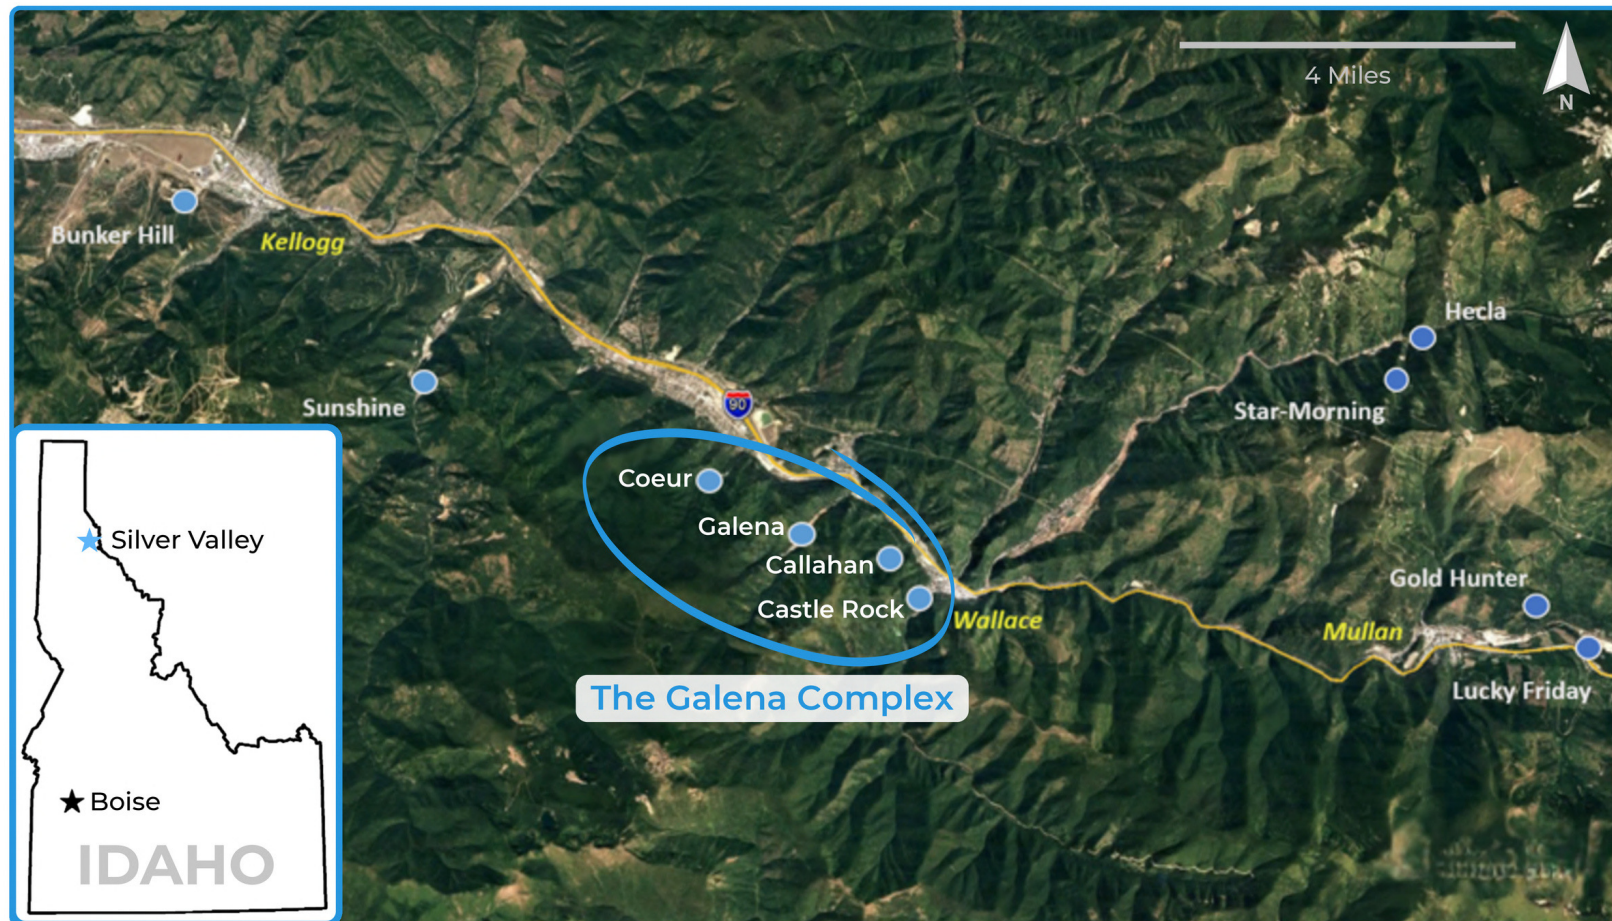 4 Miles
N
Bunker Hill
Kellogg
Hecla
Sunshine
90
Star-Morning
Coeur
Galena
Callahan
Castle Rock
Wallace
Gold Hunter
Mullan
Lucky Friday
The Galena Complex
Silver Valley
Boise
IDAHO